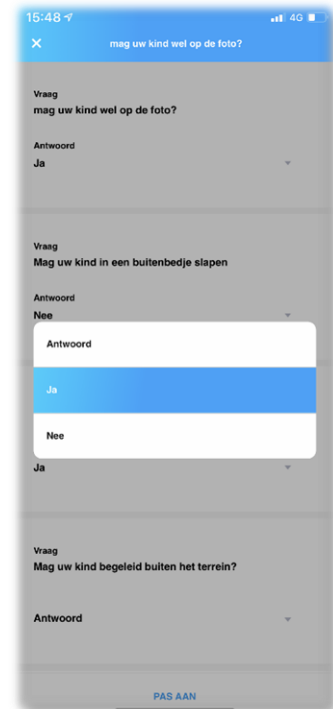 15:48
4G
mag uw kind wel op de foto?
Vraag
mag uw kind wel op de foto?
Antwoord
Ja
Vraag
Mag uw kind in een buitenbedje slapen
Antwoord
Nee
Antwoord
Ja
Nee
Ja
Vraag
Mag uw kind begeleid buiten het terrein?
Antwoord
PAS AAN